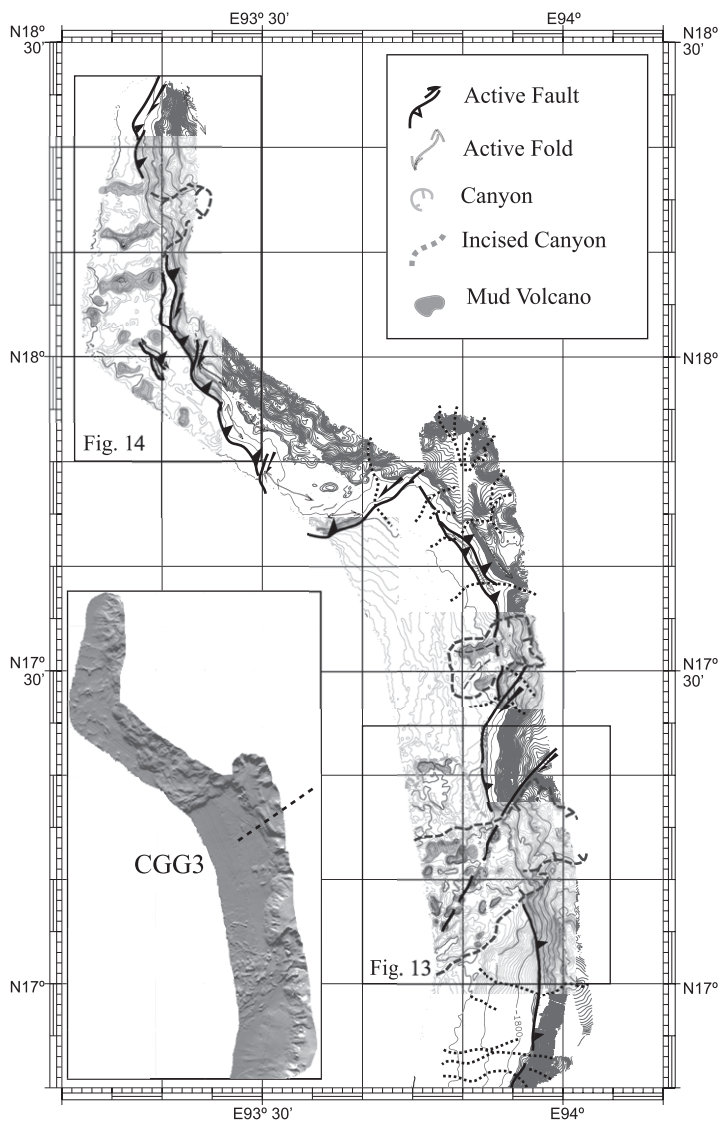 E93º 30'
E94º
N18º
30'
N18º
30'
Active Fault
Active Fold
Canyon
Incised Canyon
Mud Volcano
N18º
N18º
Fig. 14
N17º
30'
N17º
30'
CGG3
Fig. 13
N17º
N17º
-1800
E93º 30'
E94º